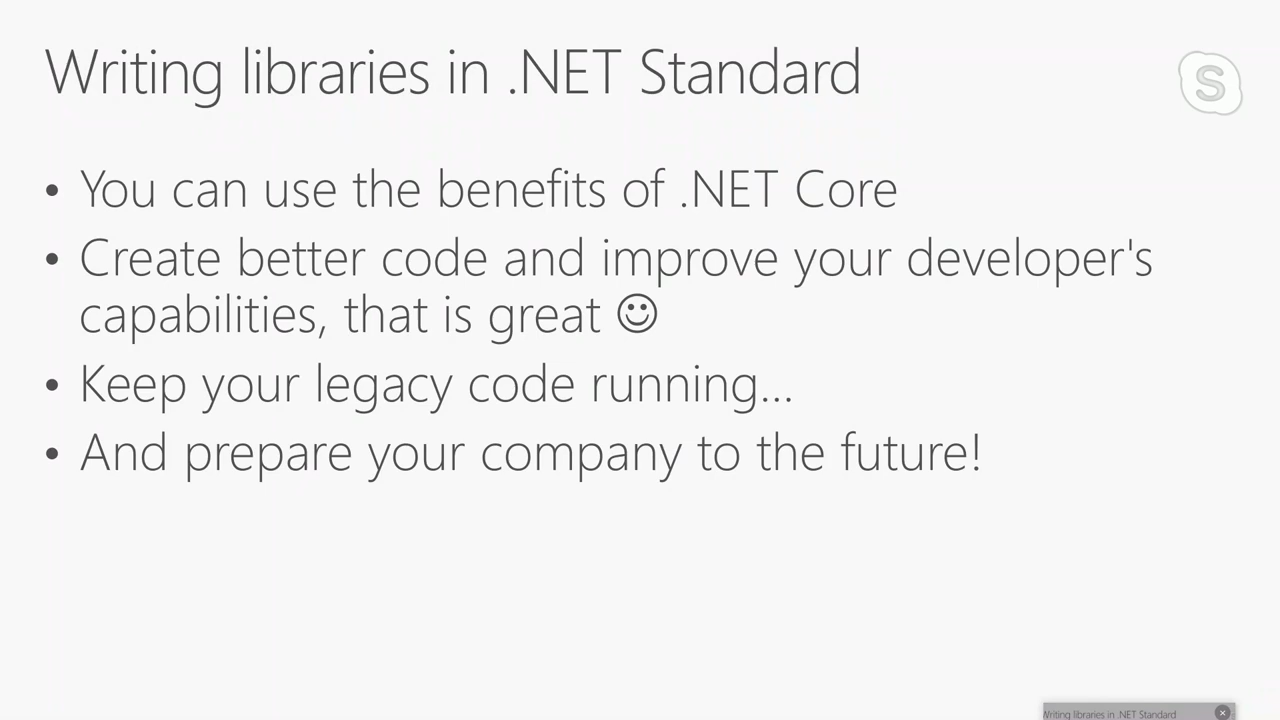 Writing libraries in .NET Standard
S
• You can use the benefits of .NET Core
• Create better code and improve your developer's
capabilities, that is great ☺
• Keep your legacy code running...
• And prepare your company to the future!
Writing libraries in .NET Standard